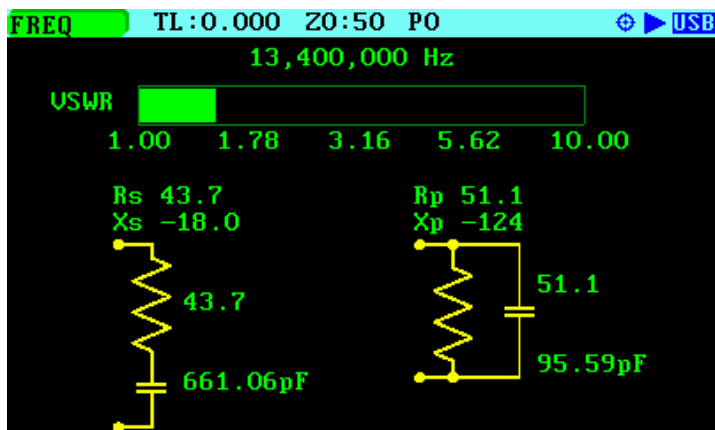 FREQ TL:0.000 Z0:50 P0 USB
13,400,000 Hz
VSWR
1.00 1.78 3.16 5.62 10.00
Rs 43.7 Rp 51.1
Xs -18.0 Xp -124
51.1
43.7
95.59pF
661.06pF